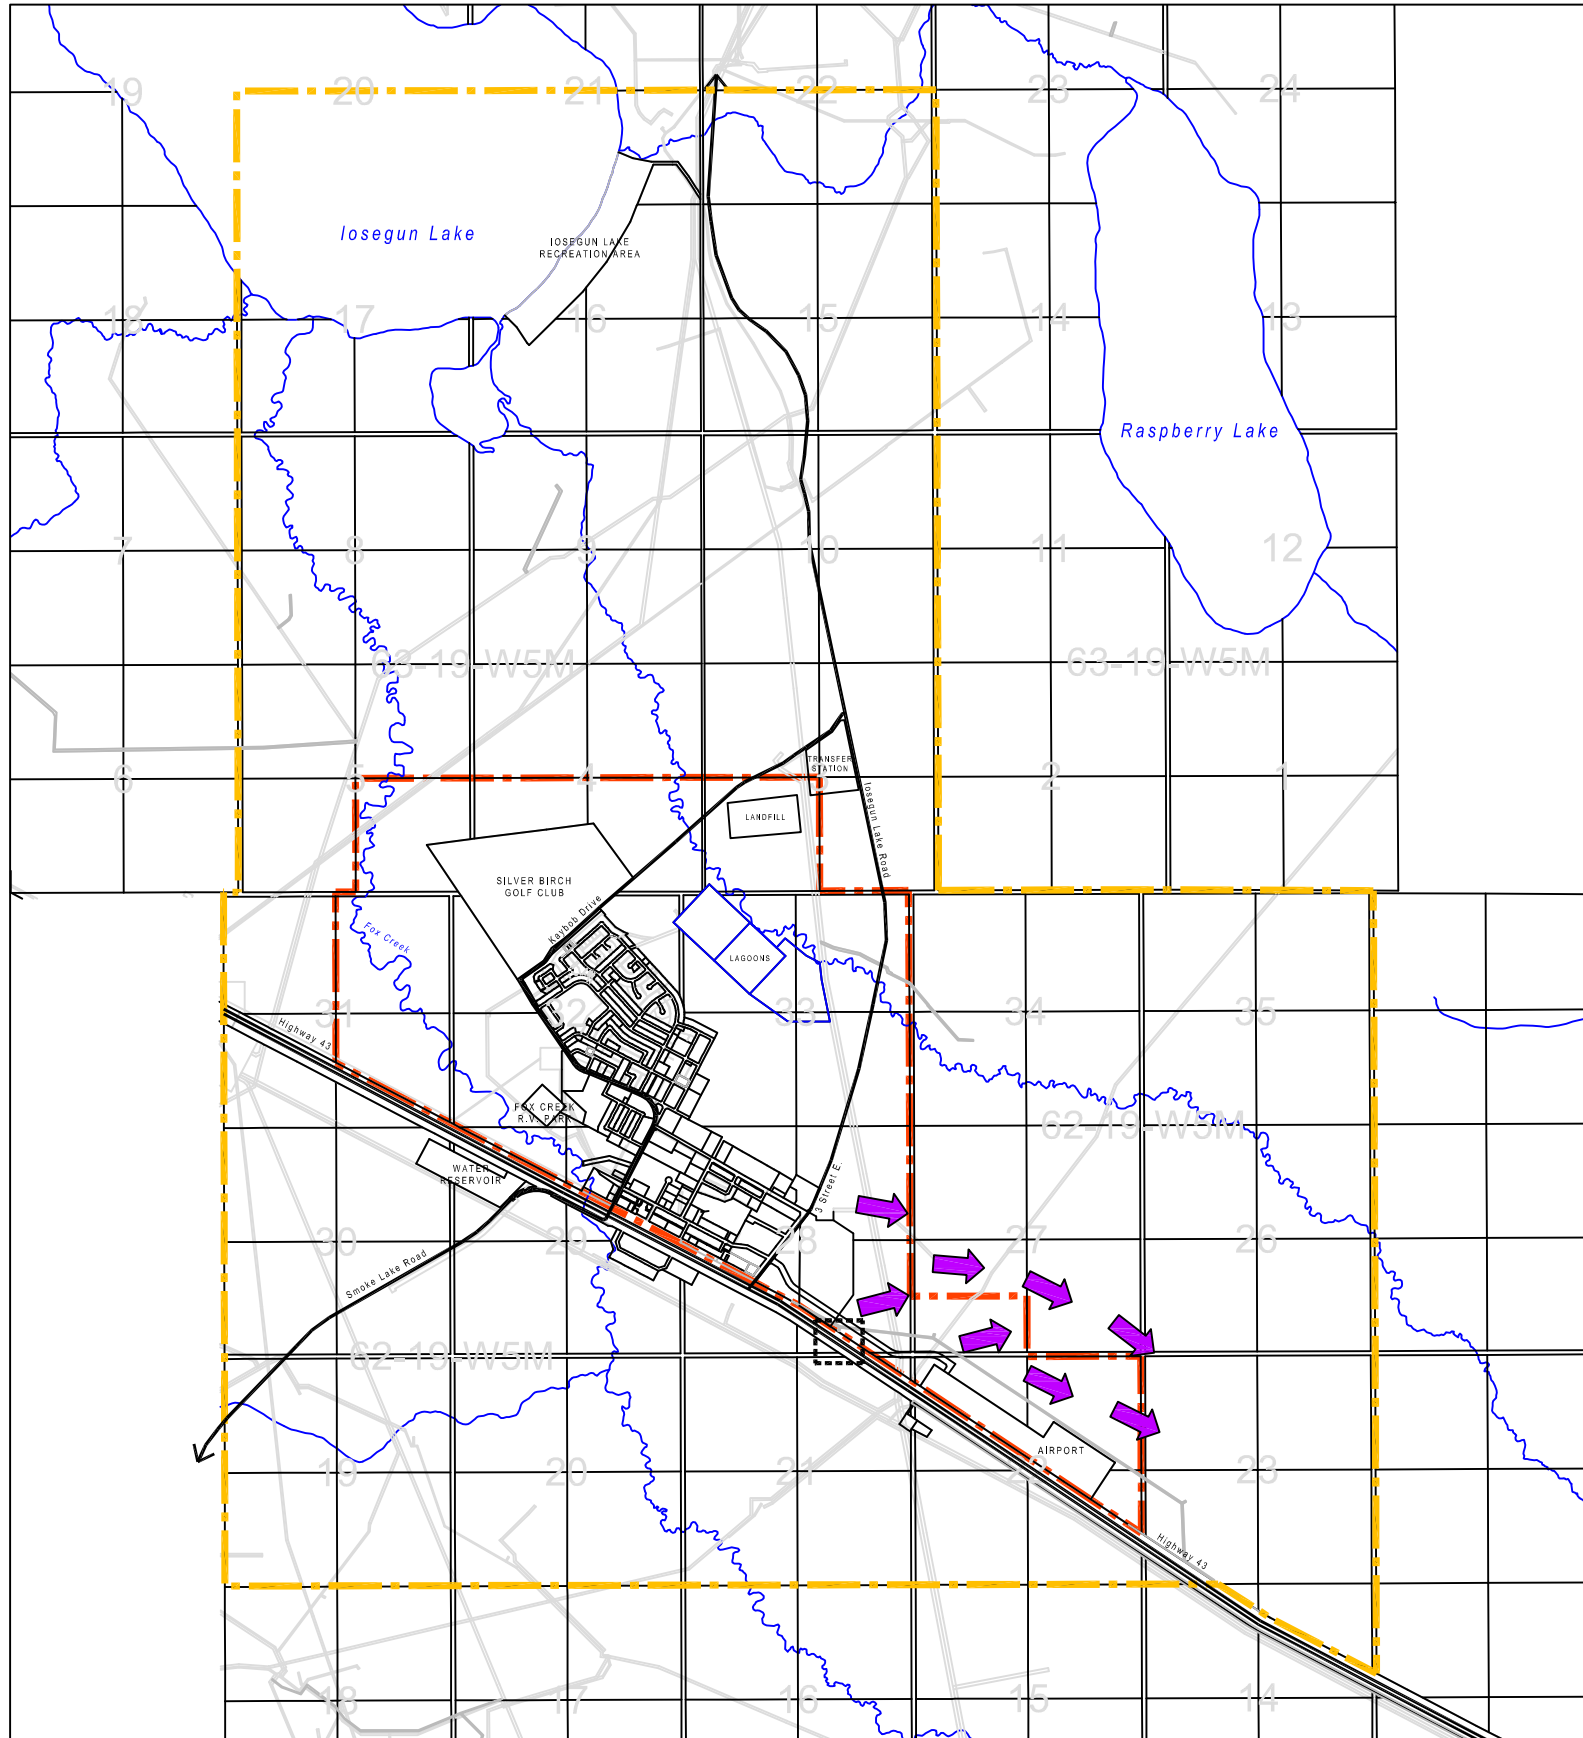 19
20
21
22
23
24
Iosegun Lake
IOSEGUN LAKE
RECREATION AREA
18
17
16
15
14
13
Raspberry Lake
7
8
9
10
11
12
63-19-W5M
63-19-W5M
6
5
4
3
2
1
TRANSFER
STATION
LANDFILL
Iosegun Lake Road
SILVER BIRCH
GOLF CLUB
Kaybob Drive
Fox Creek
LAGOONS
31
32
33
34
35
Highway 43
FOX CREEK
R.V. PARK
62-19-W5M
WATER
RESERVOIR
3 Street E.
30
29
28
27
26
Smoke Lake Road
62-19-W5M
AIRPORT
19
20
21
22
23
Highway 43
18
17
16
15
14